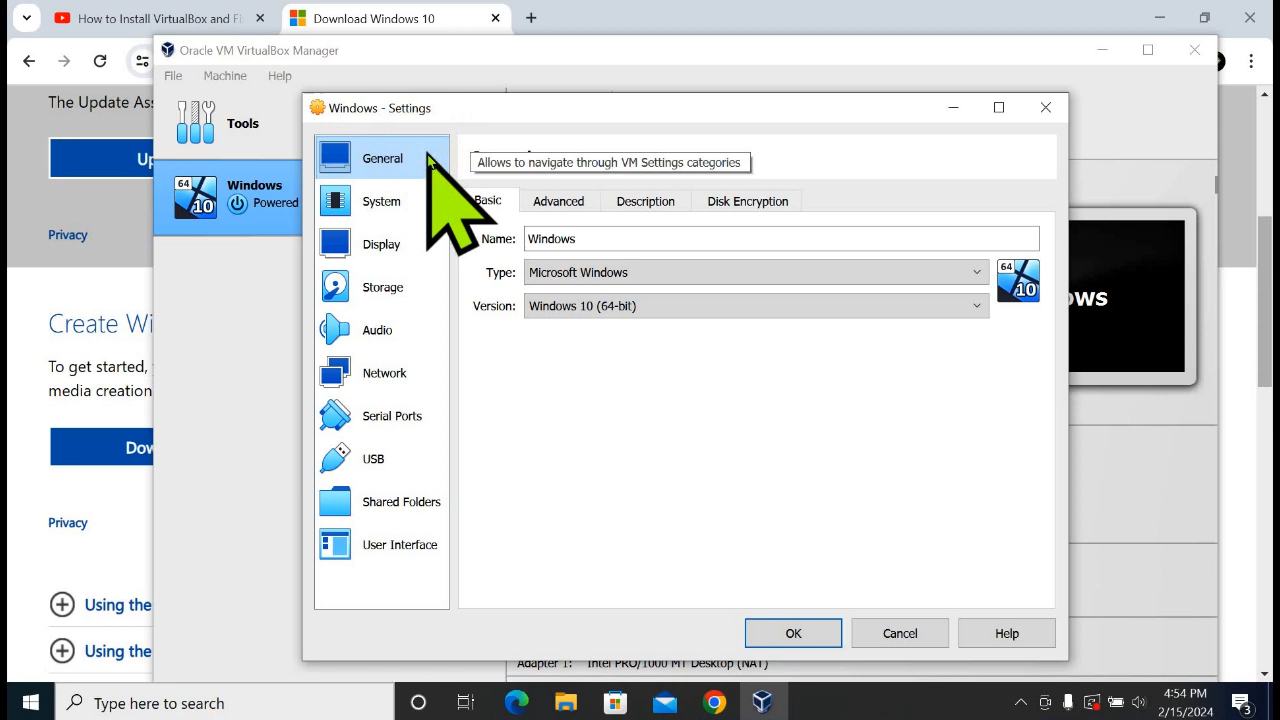 How to Install VirtualBox and Fi
Download Windows 10
Oracle VM VirtualBox Manager
File
Machine
Help
The Update Ass
Tools
Up
64
10
Windows
Powered
Privacy
Create Wi
To get started,
media creation
Dow
Privacy
Using the
Using the
Windows - Settings
General
System
Display
Storage
Audio
Network
Serial Ports
USB
Shared Folders
User Interface
Allows to navigate through VM Settings categories
Basic
Advanced
Description
Disk Encryption
Name:
Windows
Type:
Microsoft Windows
Version:
Windows 10 (64-bit)
64
10
ows
OK
Cancel
Help
Adapter 1: Intel PRO/1000 MT Desktop (NAT)
Type here to search
4:54 PM
2/15/2024
3